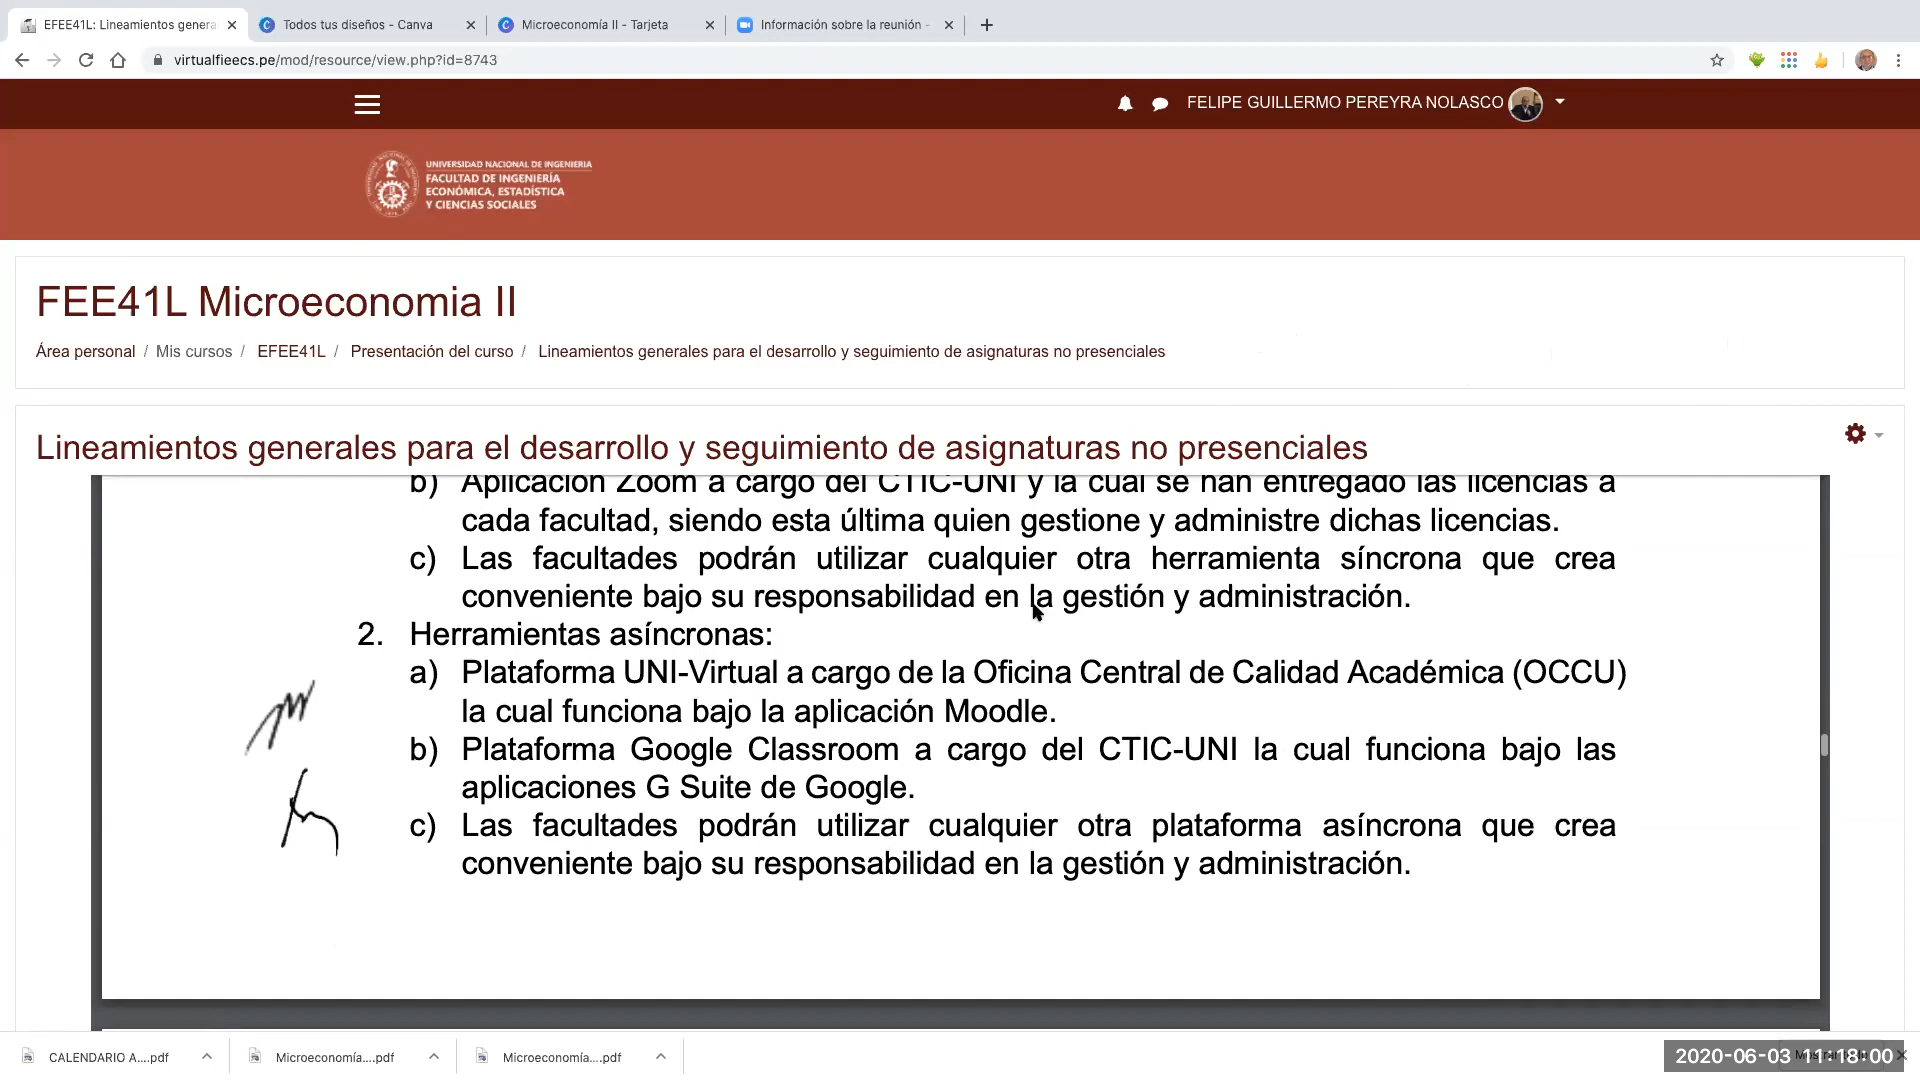 EFEE41L: Lineamientos genera
Todos tus diseños - Canva
Microeconomía II - Tarjeta
Información sobre la reunión -
virtualfieecs.pe/mod/resource/view.php?id=8743
FELIPE GUILLERMO PEREYRA NOLASCO
UNIVERSIDAD NACIONAL DE INGENIERIA
FACULTAD DE INGENIERÍA
ECONÓMICA, ESTADÍSTICA
Y CIENCIAS SOCIALES
FEE41L Microeconomia II
Área personal / Mis cursos / EFEE41L / Presentación del curso / Lineamientos generales para el desarrollo y seguimiento de asignaturas no presenciales
Lineamientos generales para el desarrollo y seguimiento de asignaturas no presenciales
b) Aplicación Zoom a cargo del CTIC-UNI y la cual se han entregado las licencias a
cada facultad, siendo esta última quien gestione y administre dichas licencias.
c) Las facultades podrán utilizar cualquier otra herramienta síncrona que crea
conveniente bajo su responsabilidad en la gestión y administración.
2. Herramientas asíncronas:
a) Plataforma UNI-Virtual a cargo de la Oficina Central de Calidad Académica (OCCU)
la cual funciona bajo la aplicación Moodle.
b) Plataforma Google Classroom a cargo del CTIC-UNI la cual funciona bajo las
aplicaciones G Suite de Google.
c) Las facultades podrán utilizar cualquier otra plataforma asíncrona que crea
conveniente bajo su responsabilidad en la gestión y administración.
CALENDARIO A....pdf
Microeconomía....pdf
Microeconomía....pdf
2020-06-03 11:18:00